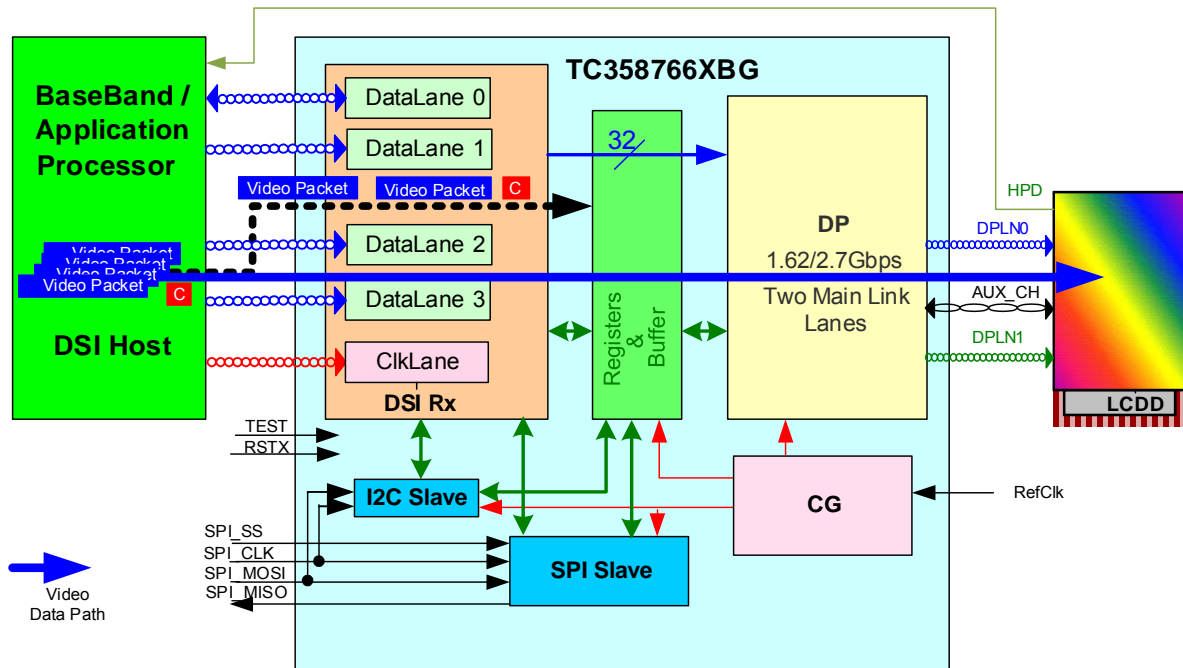 TC358766XBG
BaseBand /
Application
Processor
DSI Host
DataLane 0
DataLane 1
Video Packet
Video Packet
C
DataLane 2
DataLane 3
ClkLane
DSI Rx
Video Packet
Video Packet
Video Packet
Video Packet
C
32
Registers
&
Buffer
DP
1.62/2.7Gbps
Two Main Link
Lanes
HPD
DPLN0
AUX_CH
DPLN1
LCDD
TEST
RSTX
I2C Slave
CG
RefClk
SPI_SS
SPI_CLK
SPI_MOSI
SPI_MISO
SPI Slave
Video
Data Path